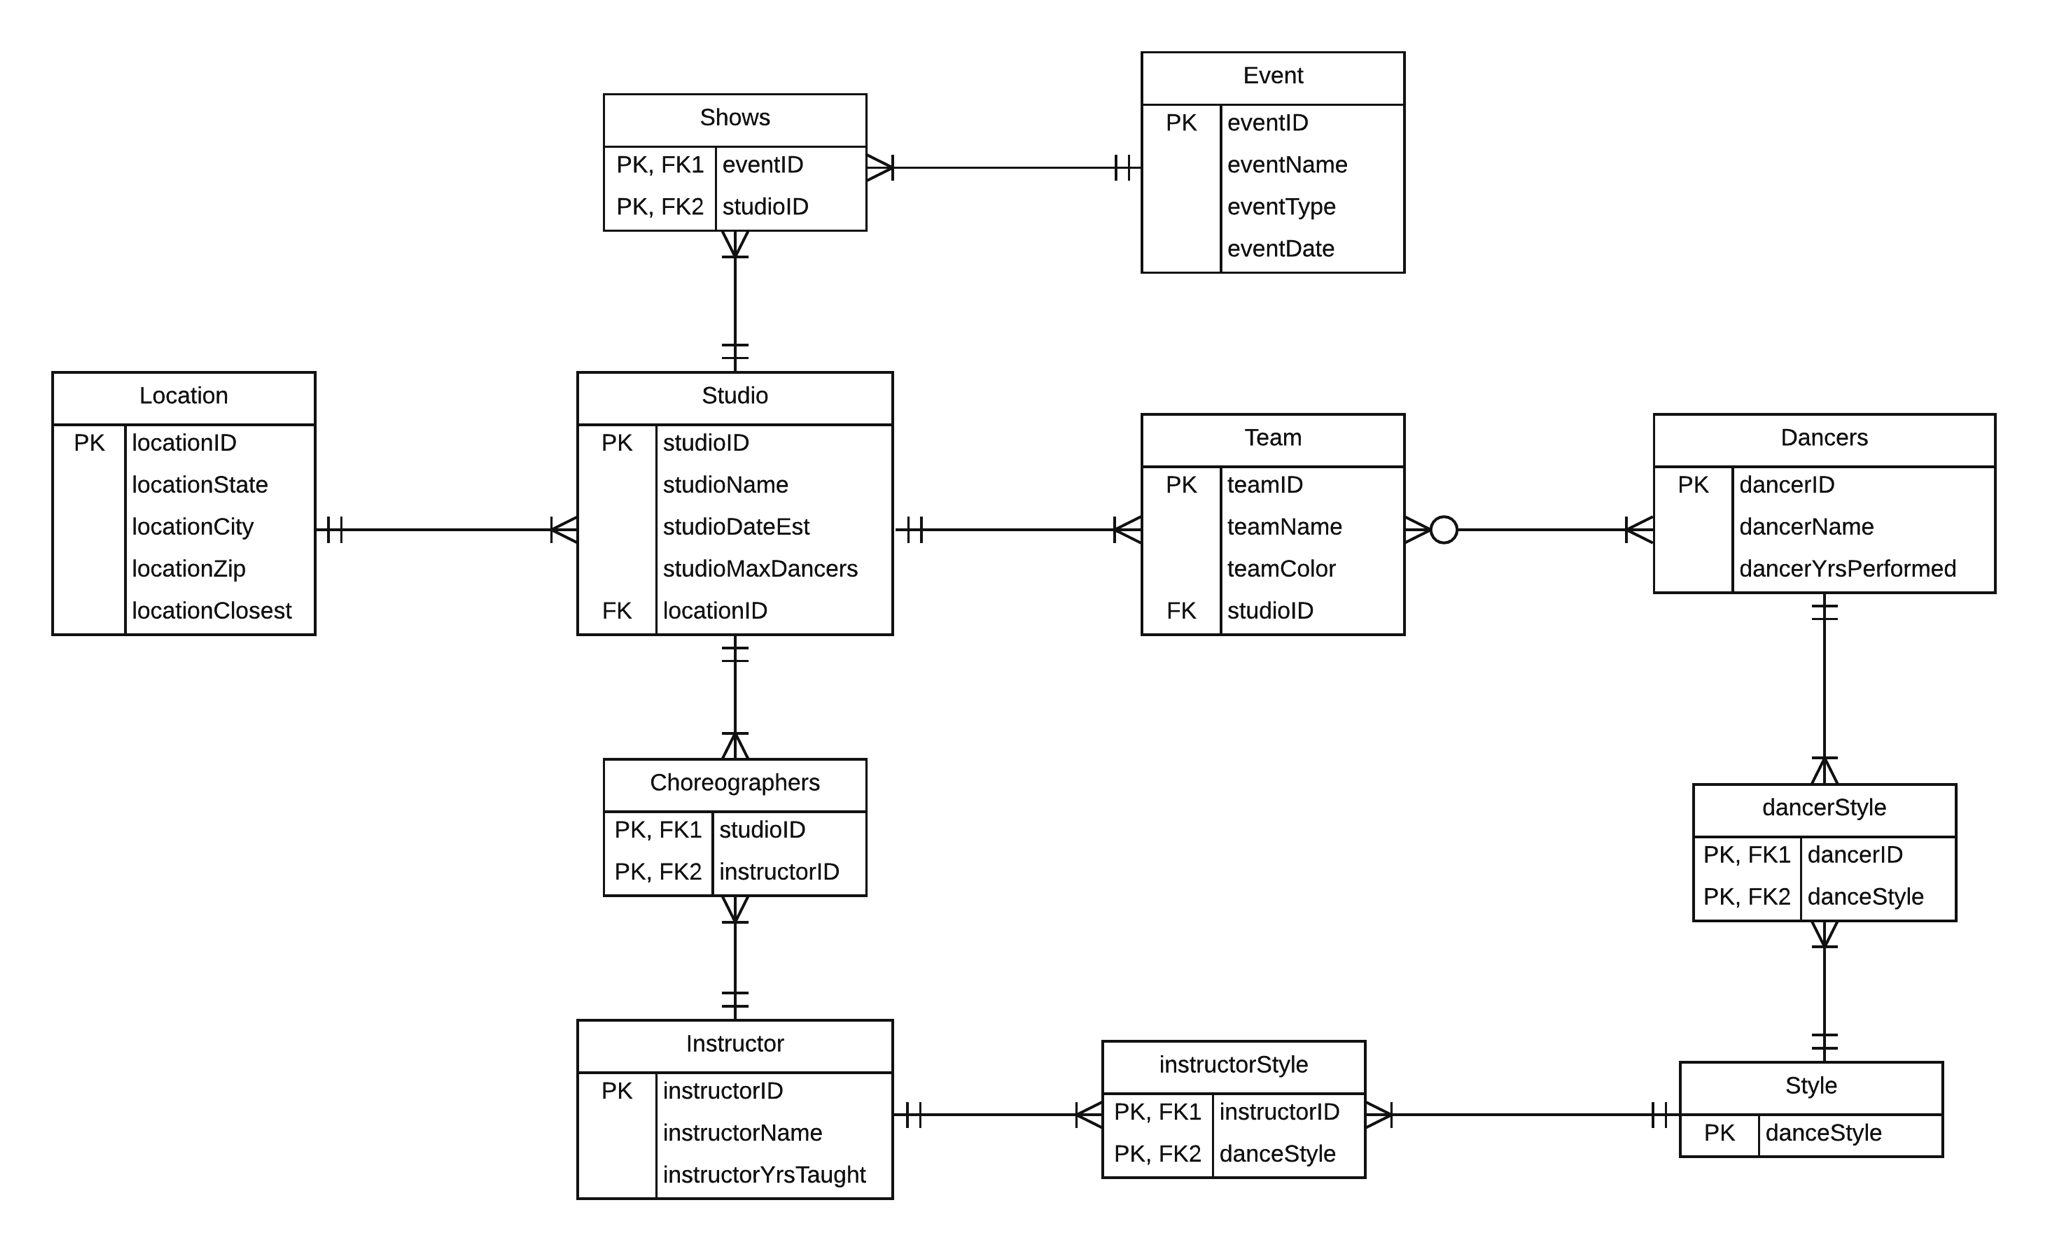 Event
PK eventID
eventName
eventType
eventDate
Shows
PK, FK1 eventID
PK, FK2 studioID
Location
PK locationID
locationState
locationCity
locationZip
locationClosest
Studio
PK studioID
studioName
studioDateEst
studioMaxDancers
FK locationID
Team
PK teamID
teamName
teamColor
FK studioID
Dancers
PK dancerID
dancerName
dancerYrsPerformed
Choreographers
PK, FK1 studioID
PK, FK2 instructorID
dancerStyle
PK, FK1 dancerID
PK, FK2 danceStyle
Instructor
PK instructorID
instructorName
instructorYrsTaught
instructorStyle
PK, FK1 instructorID
PK, FK2 danceStyle
Style
PK danceStyle